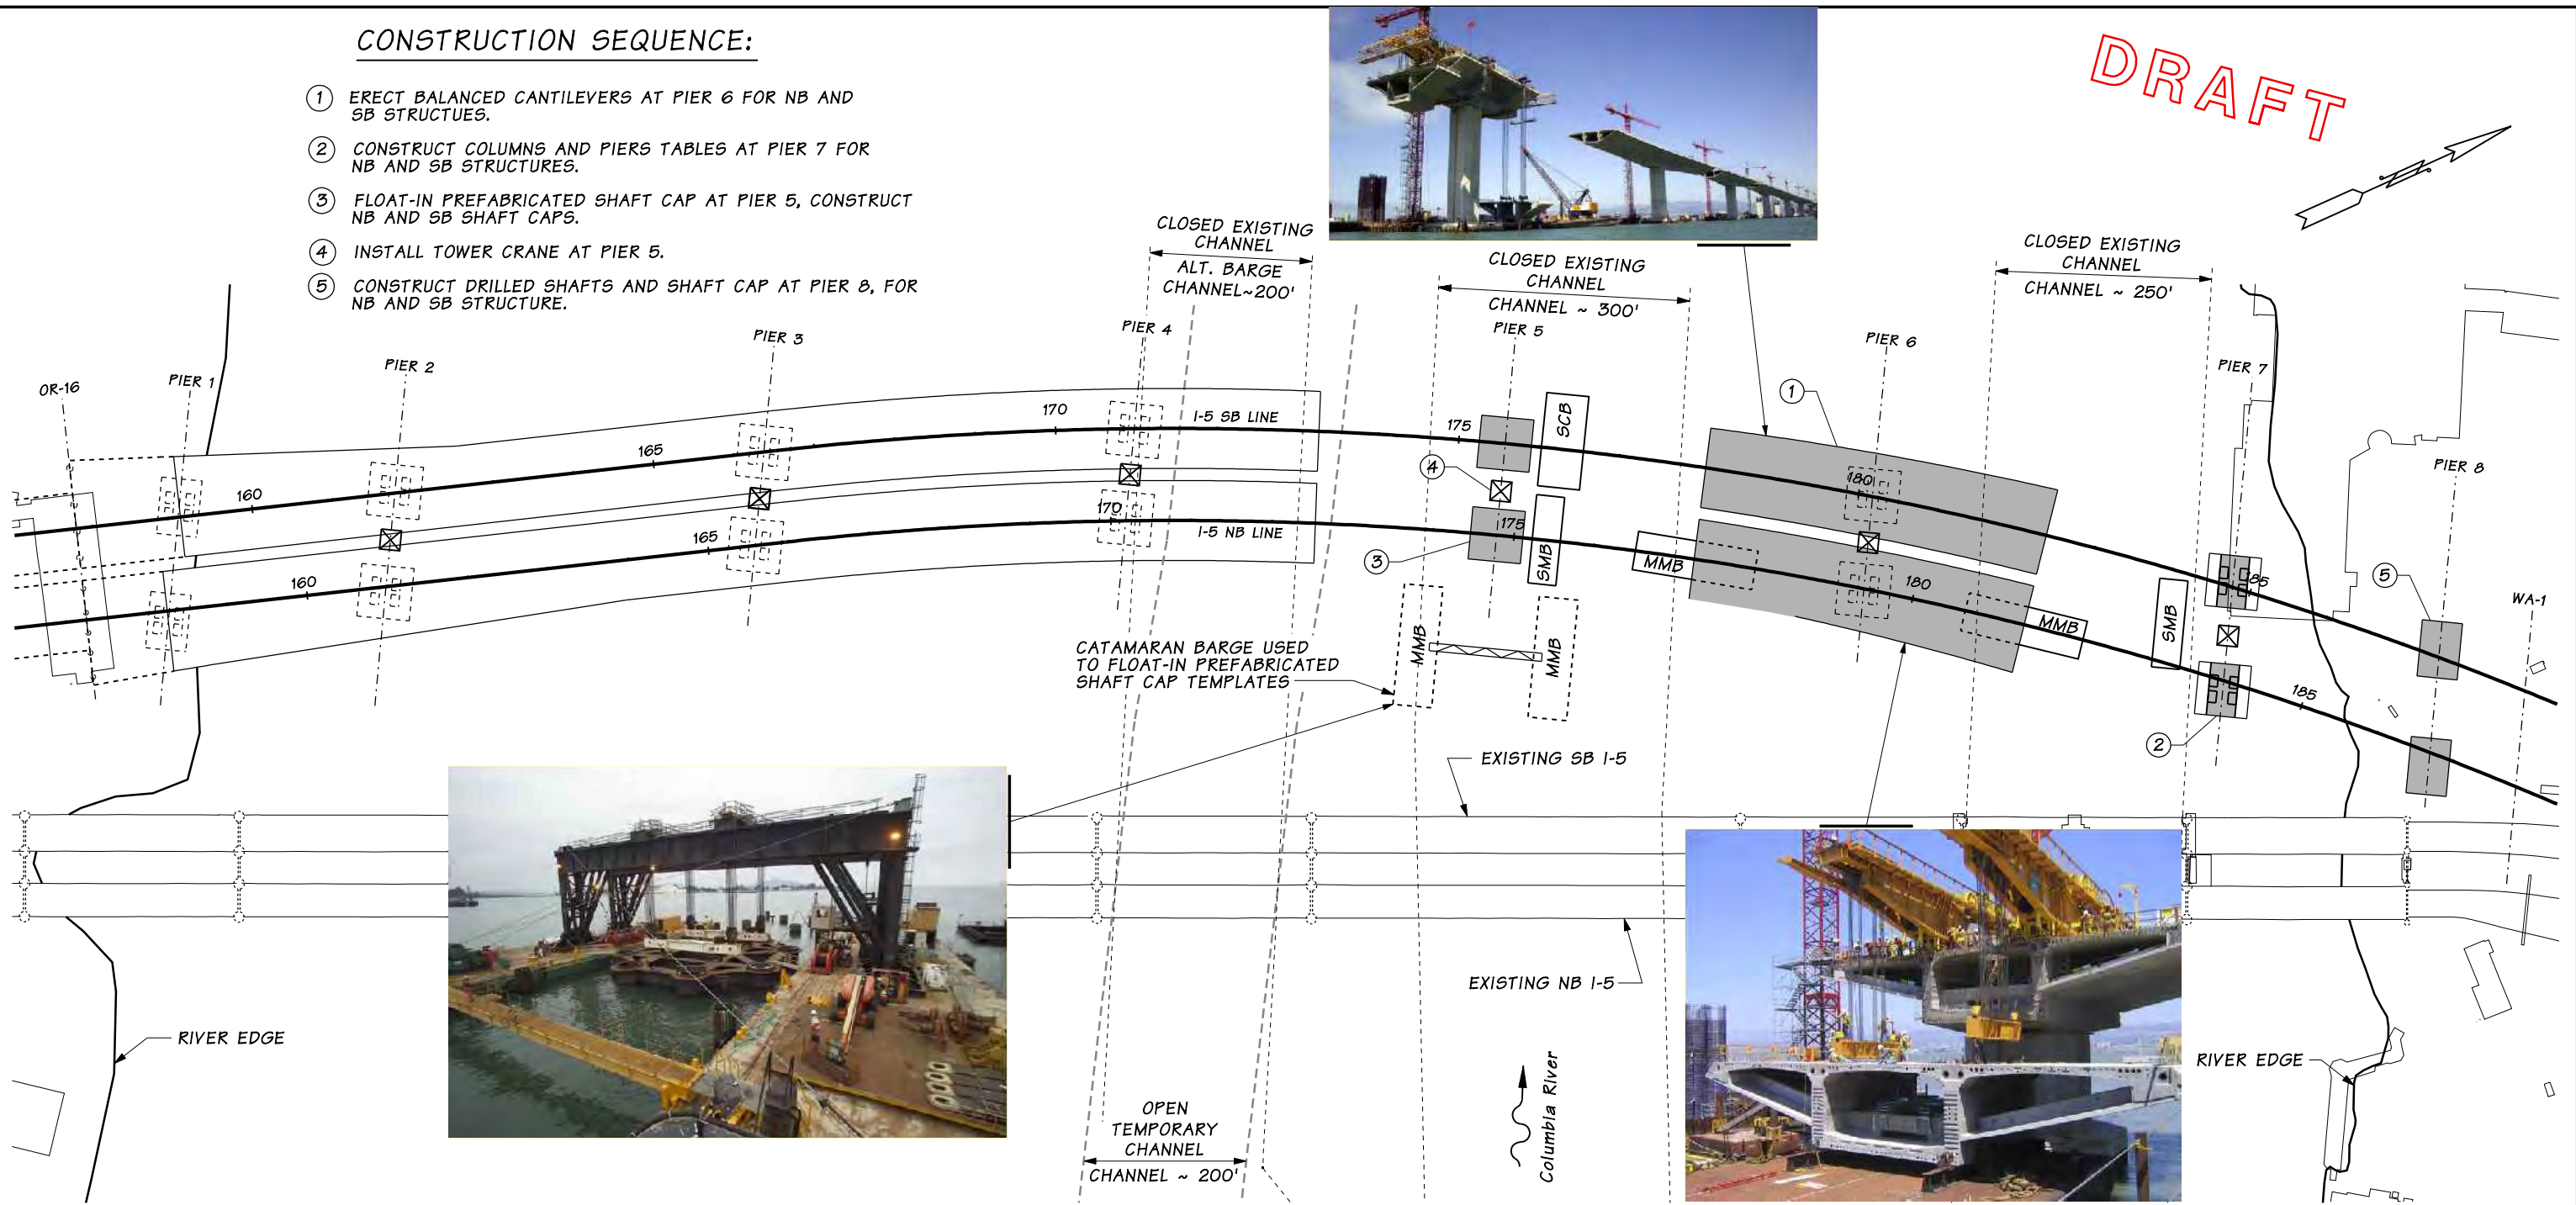 CONSTRUCTION SEQUENCE:
DRAFT
1 ERECT BALANCED CANTILEVERS AT PIER 6 FOR NB AND
SB STRUCTUES.
2 CONSTRUCT COLUMNS AND PIERS TABLES AT PIER 7 FOR
NB AND SB STRUCTURES.
3 FLOAT-IN PREFABRICATED SHAFT CAP AT PIER 5, CONSTRUCT
NB AND SB SHAFT CAPS.
4 INSTALL TOWER CRANE AT PIER 5.
5 CONSTRUCT DRILLED SHAFTS AND SHAFT CAP AT PIER 8, FOR
NB AND SB STRUCTURE.
CLOSED EXISTING
CHANNEL
ALT. BARGE
CHANNEL~200'
CLOSED EXISTING
CHANNEL
CHANNEL ~ 300'
CLOSED EXISTING
CHANNEL
CHANNEL ~ 250'
OR-16
PIER 1
PIER 2
PIER 3
PIER 4
PIER 5
PIER 6
PIER 7
PIER 8
WA-1
160
165
170
I-5 SB LINE
175
180
185
160
165
170
I-5 NB LINE
175
180
185
1
4
3
5
2
SCB
SMB
MMB
MMB
SMB
MMB
MMB
CATAMARAN BARGE USED
TO FLOAT-IN PREFABRICATED
SHAFT CAP TEMPLATES
EXISTING SB I-5
EXISTING NB I-5
RIVER EDGE
RIVER EDGE
OPEN
TEMPORARY
CHANNEL
CHANNEL ~ 200'
Columbia River